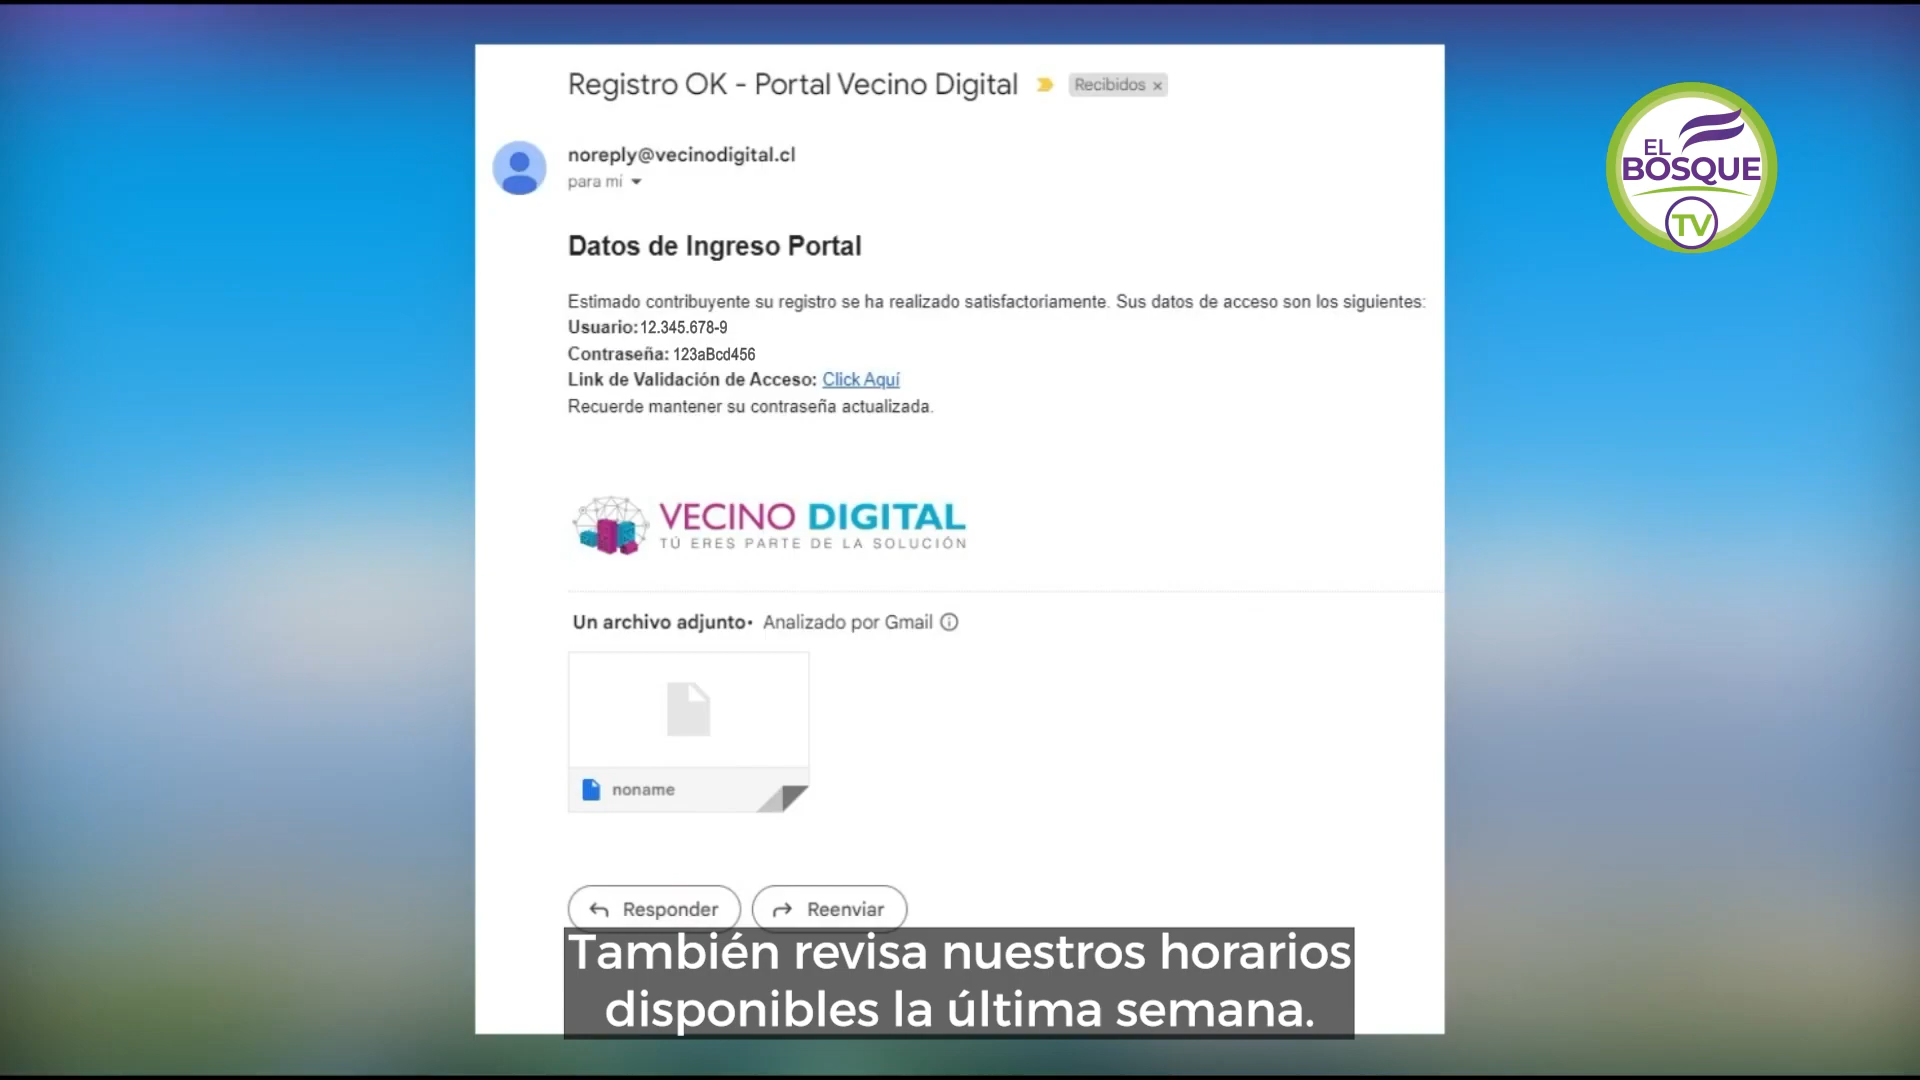 Registro OK - Portal Vecino Digital
Recibidos x
noreply@vecinodigital.cl
para mí
EL
BOSQUE
TV
Datos de Ingreso Portal
Estimado contribuyente su registro se ha realizado satisfactoriamente. Sus datos de acceso son los siguientes:
Usuario: 12.345.678-9
Contraseña: 123aBcd456
Link de Validación de Acceso: Click Aquí
Recuerde mantener su contraseña actualizada.
VECINO DIGITAL
TÚ ERES PARTE DE LA SOLUCIÓN
Un archivo adjunto• Analizado por Gmail
noname
Responder
Reenviar
También revisa nuestros horarios
disponibles la última semana.